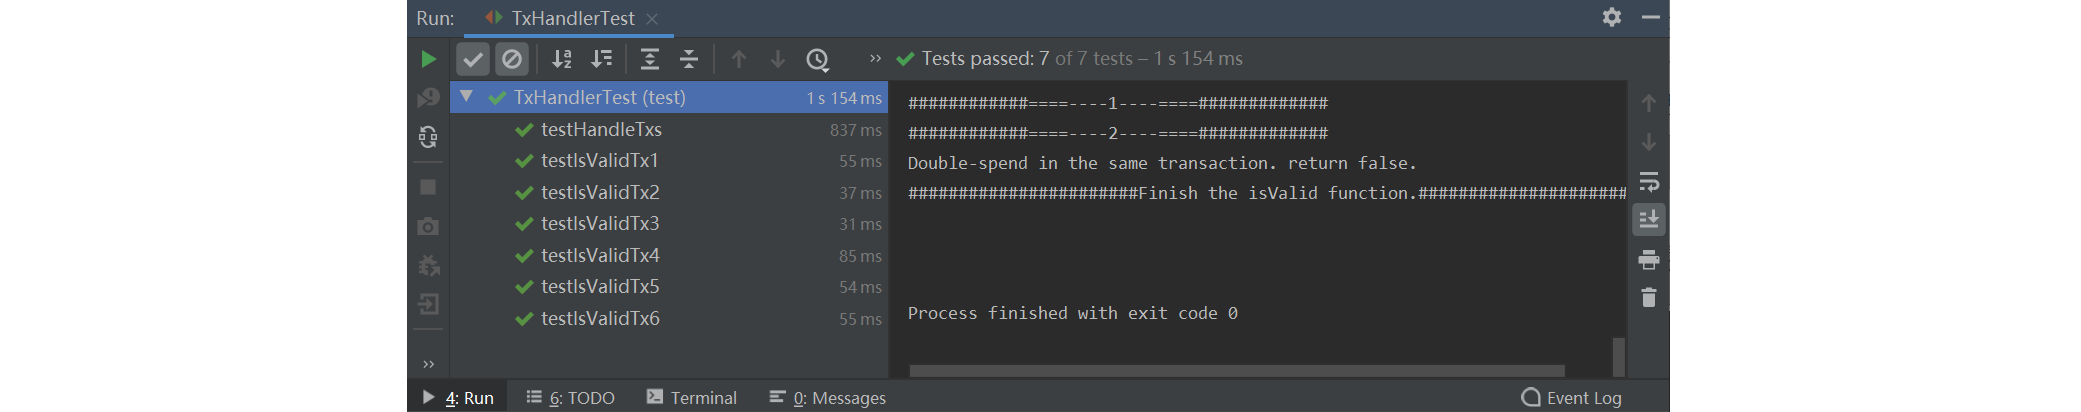 Run: TxHandlerTest
Tests passed: 7 of 7 tests – 1 s 154 ms
TxHandlerTest (test) 1 s 154 ms
testHandleTxs 837 ms
testIsValidTx1 55 ms
testIsValidTx2 37 ms
testIsValidTx3 31 ms
testIsValidTx4 85 ms
testIsValidTx5 54 ms
testIsValidTx6 55 ms
############====----1----====#############
############====----2----====#############
Double-spend in the same transaction. return false.
#######################Finish the isValid function.#####################
Process finished with exit code 0
4: Run 6: TODO Terminal 0: Messages Event Log